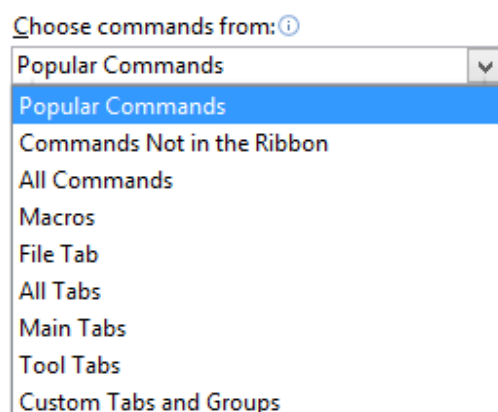 Choose commands from:
Popular Commands
Popular Commands
Commands Not in the Ribbon
All Commands
Macros
File Tab
All Tabs
Main Tabs
Tool Tabs
Custom Tabs and Groups